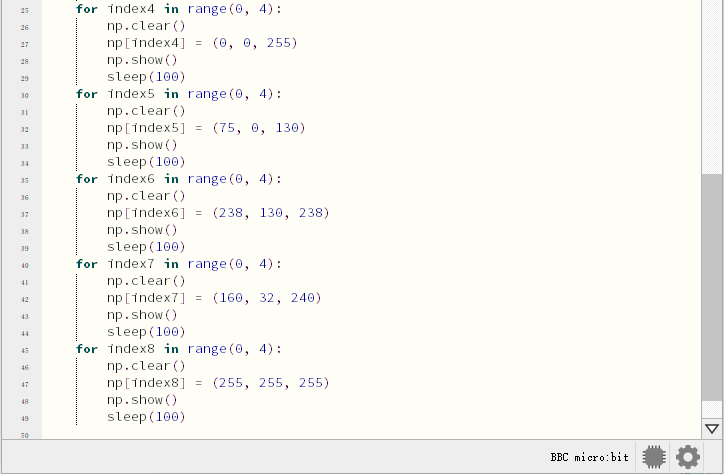 25 for index4 in range(0, 4):
26 np.clear()
27 np[index4] = (0, 0, 255)
28 np.show()
29 sleep(100)
30 for index5 in range(0, 4):
31 np.clear()
32 np[index5] = (75, 0, 130)
33 np.show()
34 sleep(100)
35 for index6 in range(0, 4):
36 np.clear()
37 np[index6] = (238, 130, 238)
38 np.show()
39 sleep(100)
40 for index7 in range(0, 4):
41 np.clear()
42 np[index7] = (160, 32, 240)
43 np.show()
44 sleep(100)
45 for index8 in range(0, 4):
46 np.clear()
47 np[index8] = (255, 255, 255)
48 np.show()
49 sleep(100)
50
BBC micro:bit